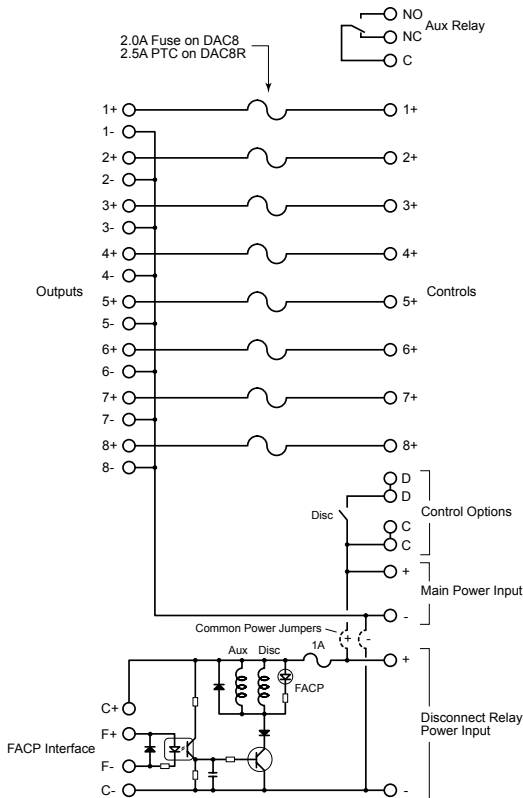 NO
Aux Relay
NC
C
2.0A Fuse on DAC8
2.5A PTC on DAC8R
1+
1+
1-
2+
2+
2-
3+
3+
3-
4+
4+
4-
Outputs
Controls
5+
5+
5-
6+
6+
6-
7+
7+
7-
8+
8+
8-
D
D
Control Options
Disc
C
C
+
Main Power Input
-
Common Power Jumpers
+
-
Aux
Disc
1A
+
FACP
C+
Disconnect Relay
Power Input
F+
FACP Interface
F-
C-
-